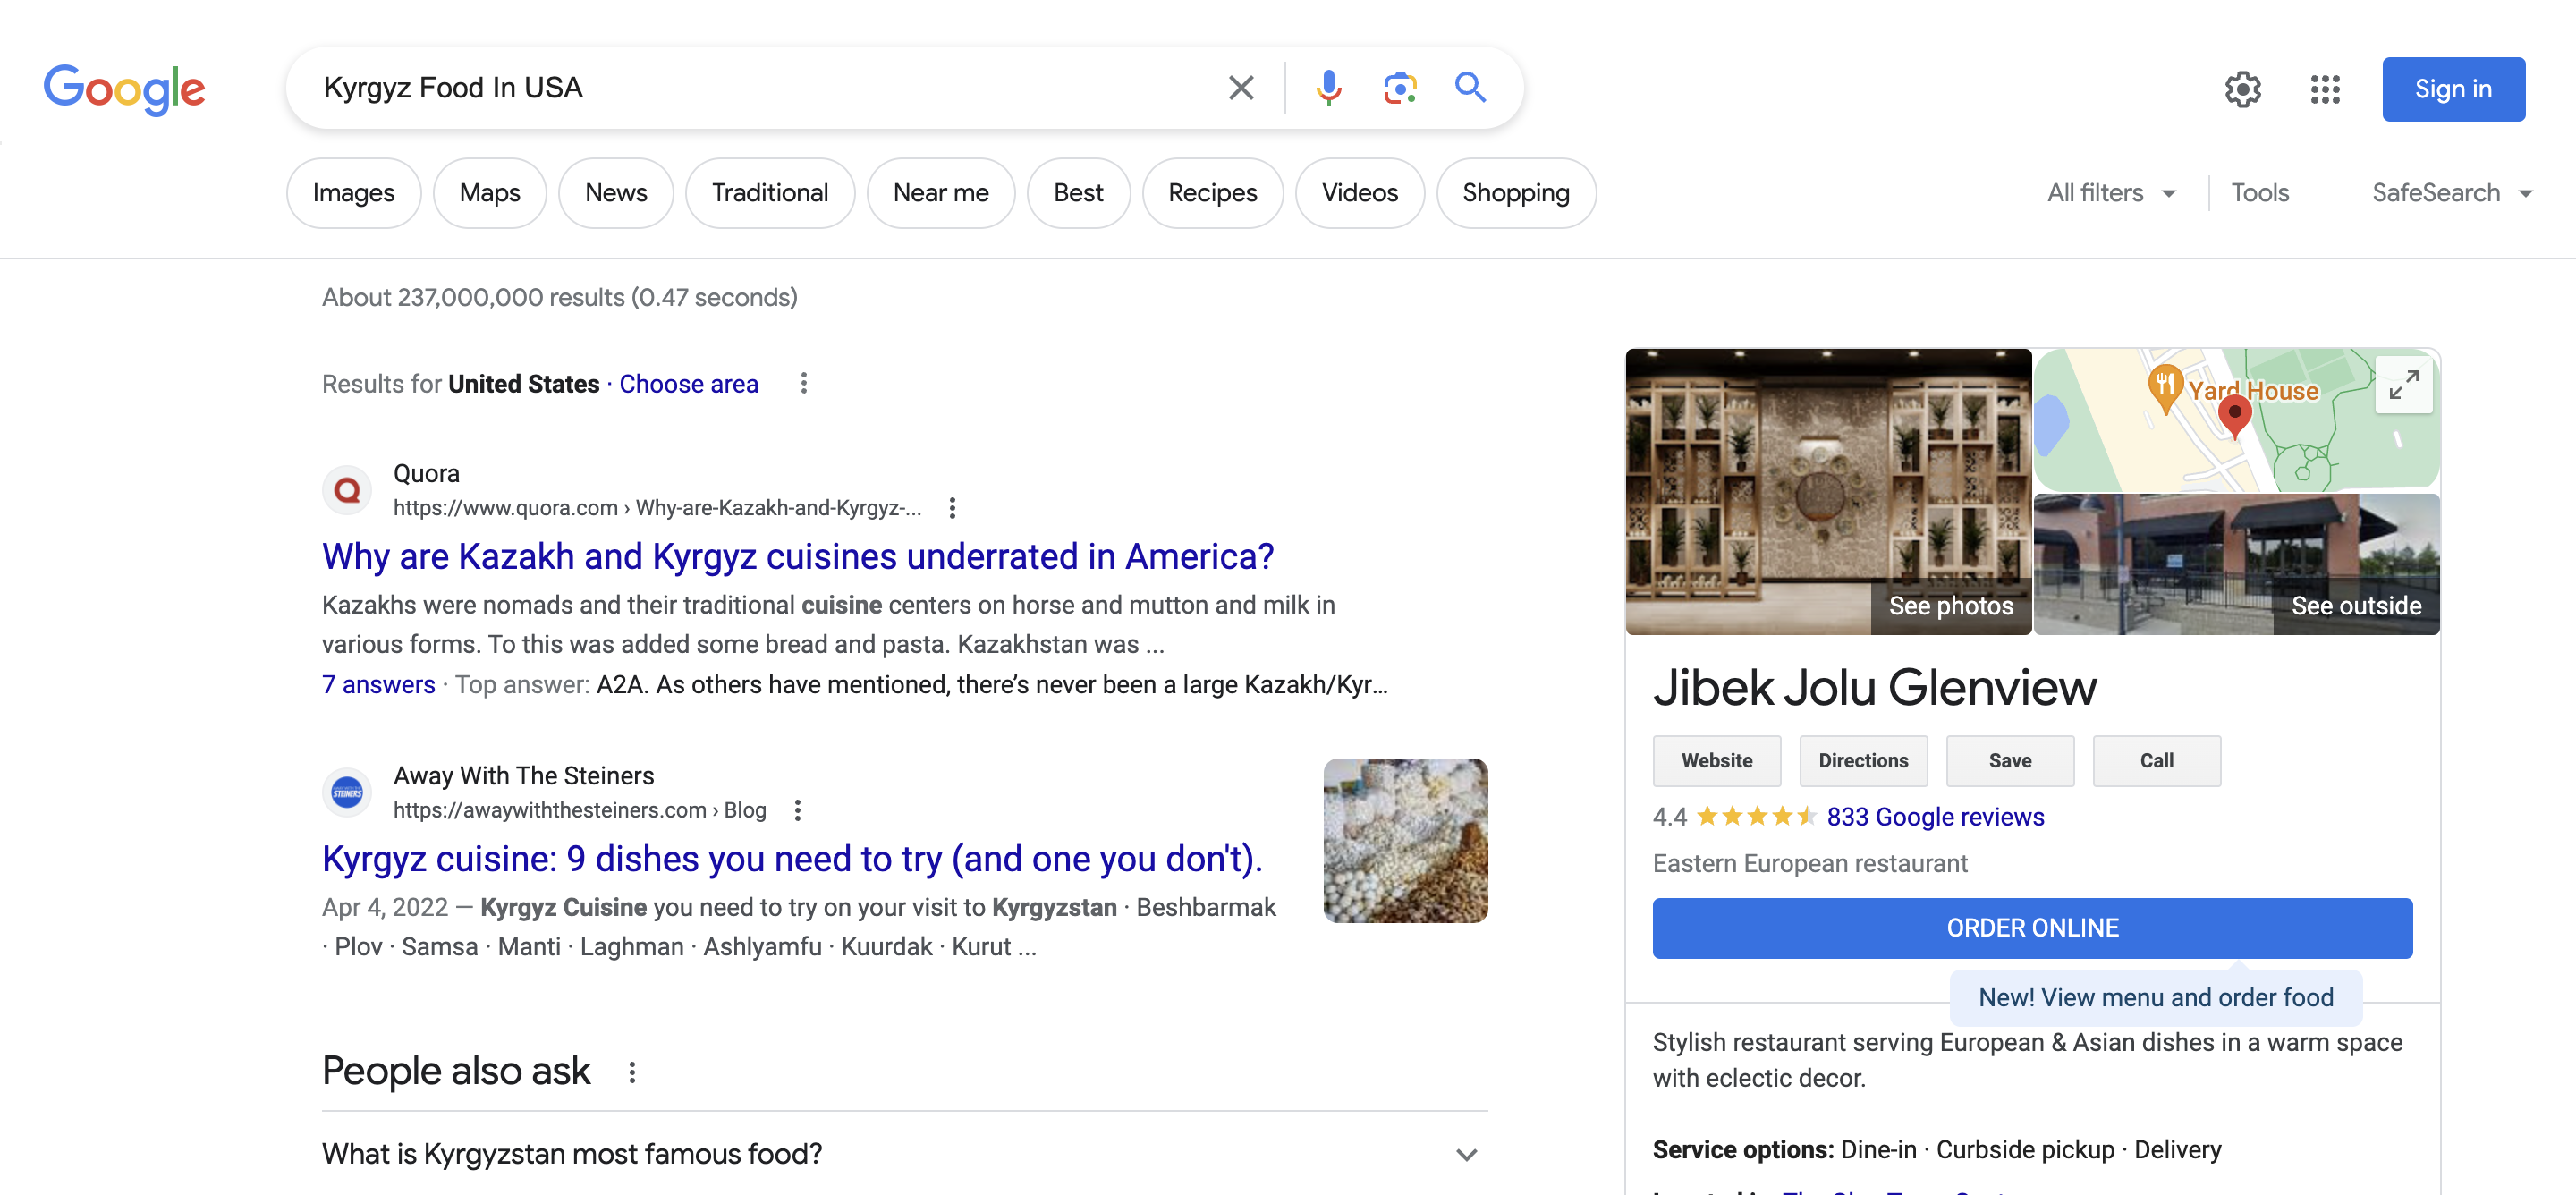 Google
Kyrgyz Food In USA
Sign in
Images
Maps
News
Traditional
Near me
Best
Recipes
Videos
Shopping
All filters
Tools
SafeSearch
About 237,000,000 results (0.47 seconds)
Results for United States · Choose area
Quora
https://www.quora.com › Why-are-Kazakh-and-Kyrgyz-...
Why are Kazakh and Kyrgyz cuisines underrated in America?
Kazakhs were nomads and their traditional cuisine centers on horse and mutton and milk in
various forms. To this was added some bread and pasta. Kazakhstan was ...
7 answers · Top answer: A2A. As others have mentioned, there’s never been a large Kazakh/Kyr…
STEINERS
Away With The Steiners
https://awaywiththesteiners.com › Blog
Kyrgyz cuisine: 9 dishes you need to try (and one you don't).
Apr 4, 2022 — Kyrgyz Cuisine you need to try on your visit to Kyrgyzstan · Beshbarmak
· Plov · Samsa · Manti · Laghman · Ashlyamfu · Kuurdak · Kurut ...
People also ask
What is Kyrgyzstan most famous food?
Yard House
See photos
See outside
Jibek Jolu Glenview
Website
Directions
Save
Call
4.4
833 Google reviews
Eastern European restaurant
ORDER ONLINE
New! View menu and order food
Stylish restaurant serving European & Asian dishes in a warm space
with eclectic decor.
Service options: Dine-in · Curbside pickup · Delivery